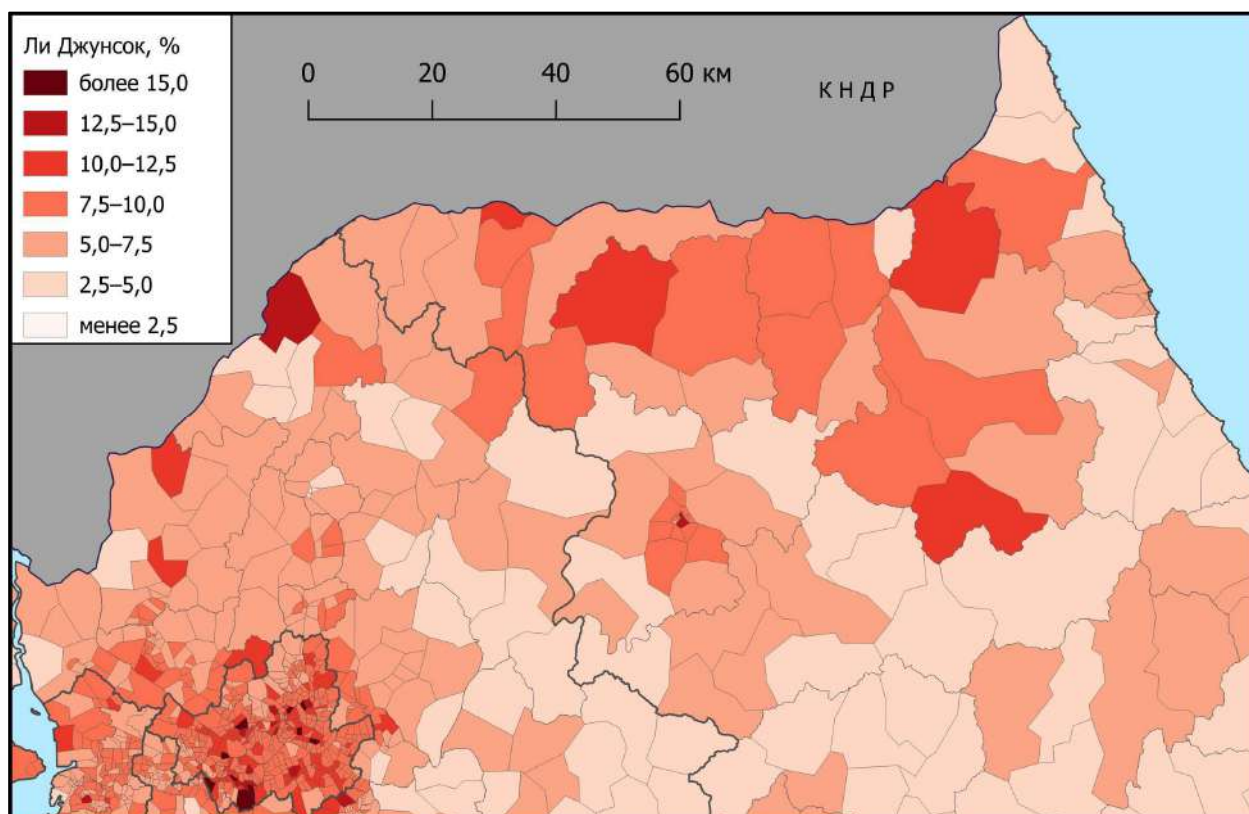 Ли Джунсок, %
более 15,0
12,5–15,0
10,0–12,5
7,5–10,0
5,0–7,5
2,5–5,0
менее 2,5
0 20 40 60 км
КНДР